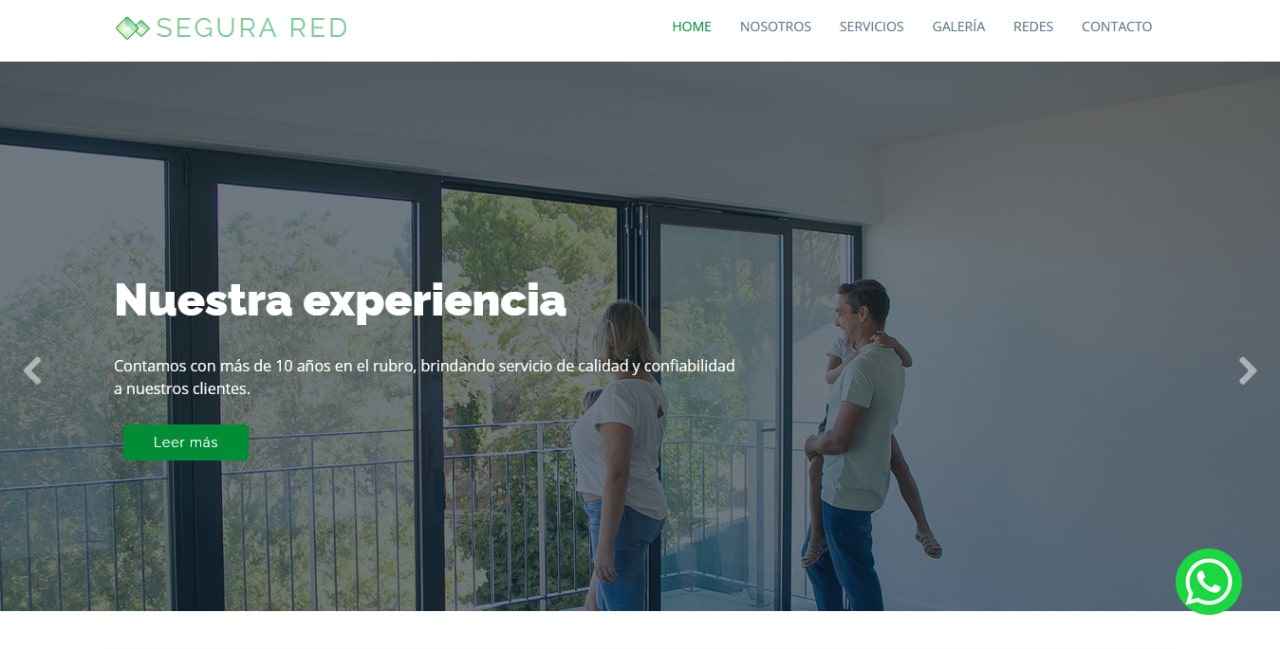 SEGURA RED
HOME NOSOTROS SERVICIOS GALERÍA REDES CONTACTO
Nuestra experiencia
Contamos con más de 10 años en el rubro, brindando servicio de calidad y confiabilidad
a nuestros clientes.
Leer más